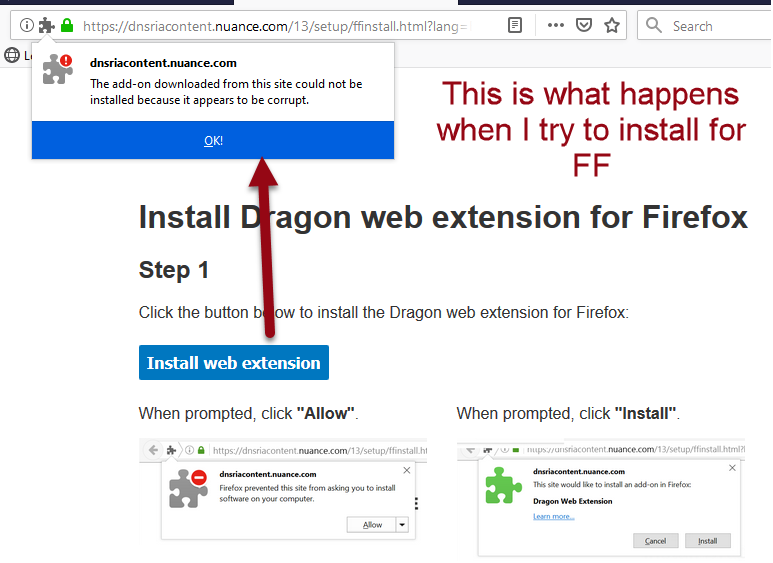 https://dnsriacontent.nuance.com/13/setup/ffinstall.html?lang=
Search
dnsriacontent.nuance.com
The add-on downloaded from this site could not be
installed because it appears to be corrupt.
OK!
This is what happens
when I try to install for
FF
Install Dragon web extension for Firefox
Step 1
Click the button below to install the Dragon web extension for Firefox:
Install web extension
When prompted, click "Allow".
https://dnsriacontent.nuance.com/13/setup/ffinstall.ht
dnsriacontent.nuance.com
Firefox prevented this site from asking you to install
software on your computer.
Allow
When prompted, click "Install".
https://dnsriacontent.nuance.com/13/setup/ffinstall.html?l
dnsriacontent.nuance.com
This site would like to install an add-on in Firefox:
Dragon Web Extension
Learn more...
Cancel
Install